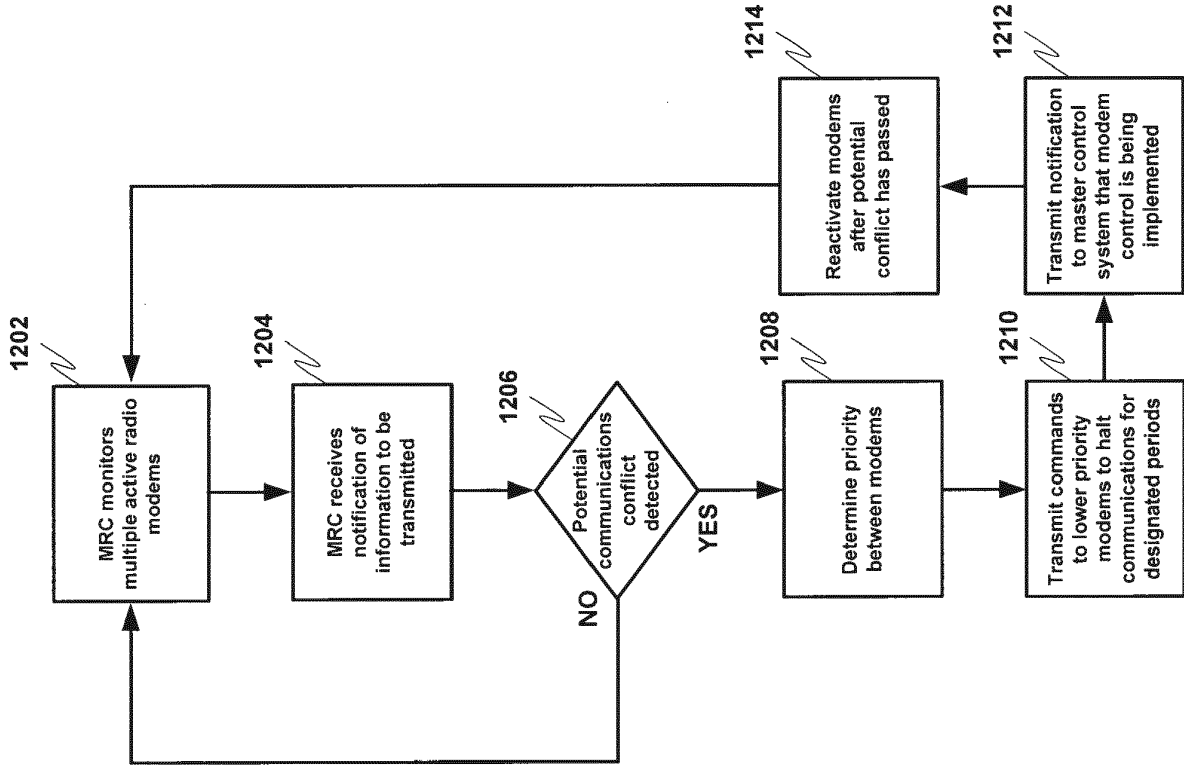 1202
MRC monitors
multiple active radio
modems
1204
MRC receives
notification of
information to be
transmitted
1206
Potential
communications
conflict
detected
NO
YES
1208
Determine priority
between modems
1210
Transmit commands
to lower priority
modems to halt
communications for
designated periods
1212
Transmit notification
to master control
system that modem
control is being
implemented
1214
Reactivate modems
after potential
conflict has passed